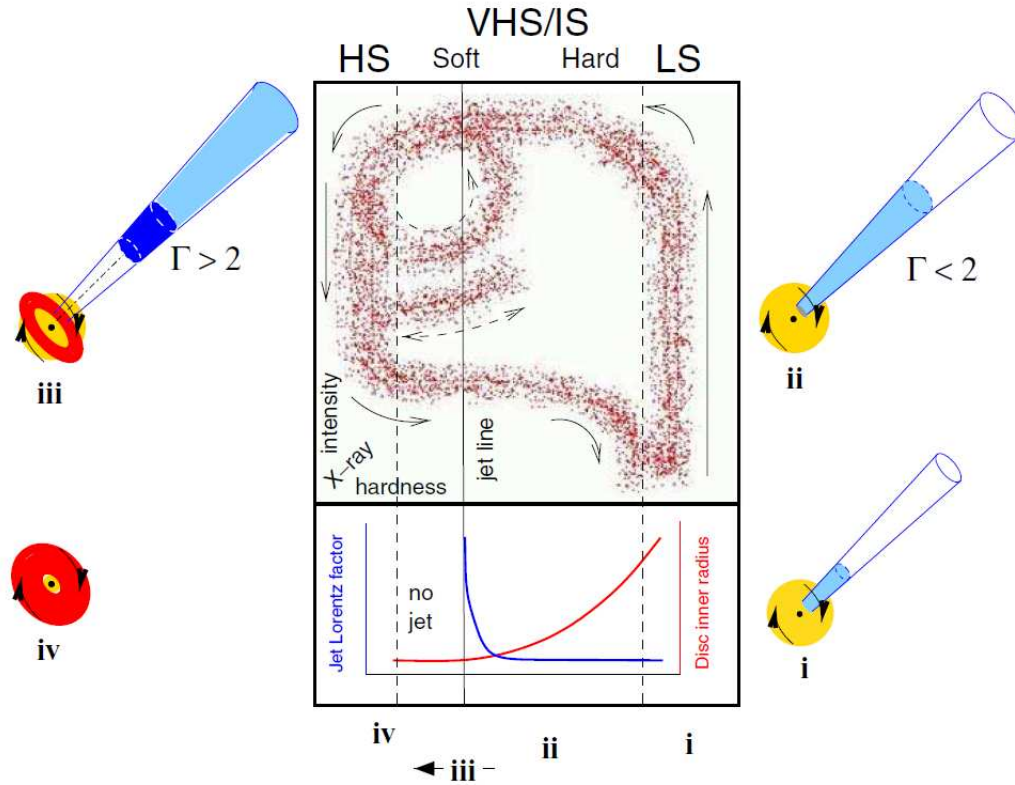 VHS/IS
HS Soft Hard LS
Γ > 2
Γ < 2
iii
ii
intensity
X-ray
hardness
jet line
Jet Lorentz factor
no
jet
Disc inner radius
iv
i
iv ii i
iii